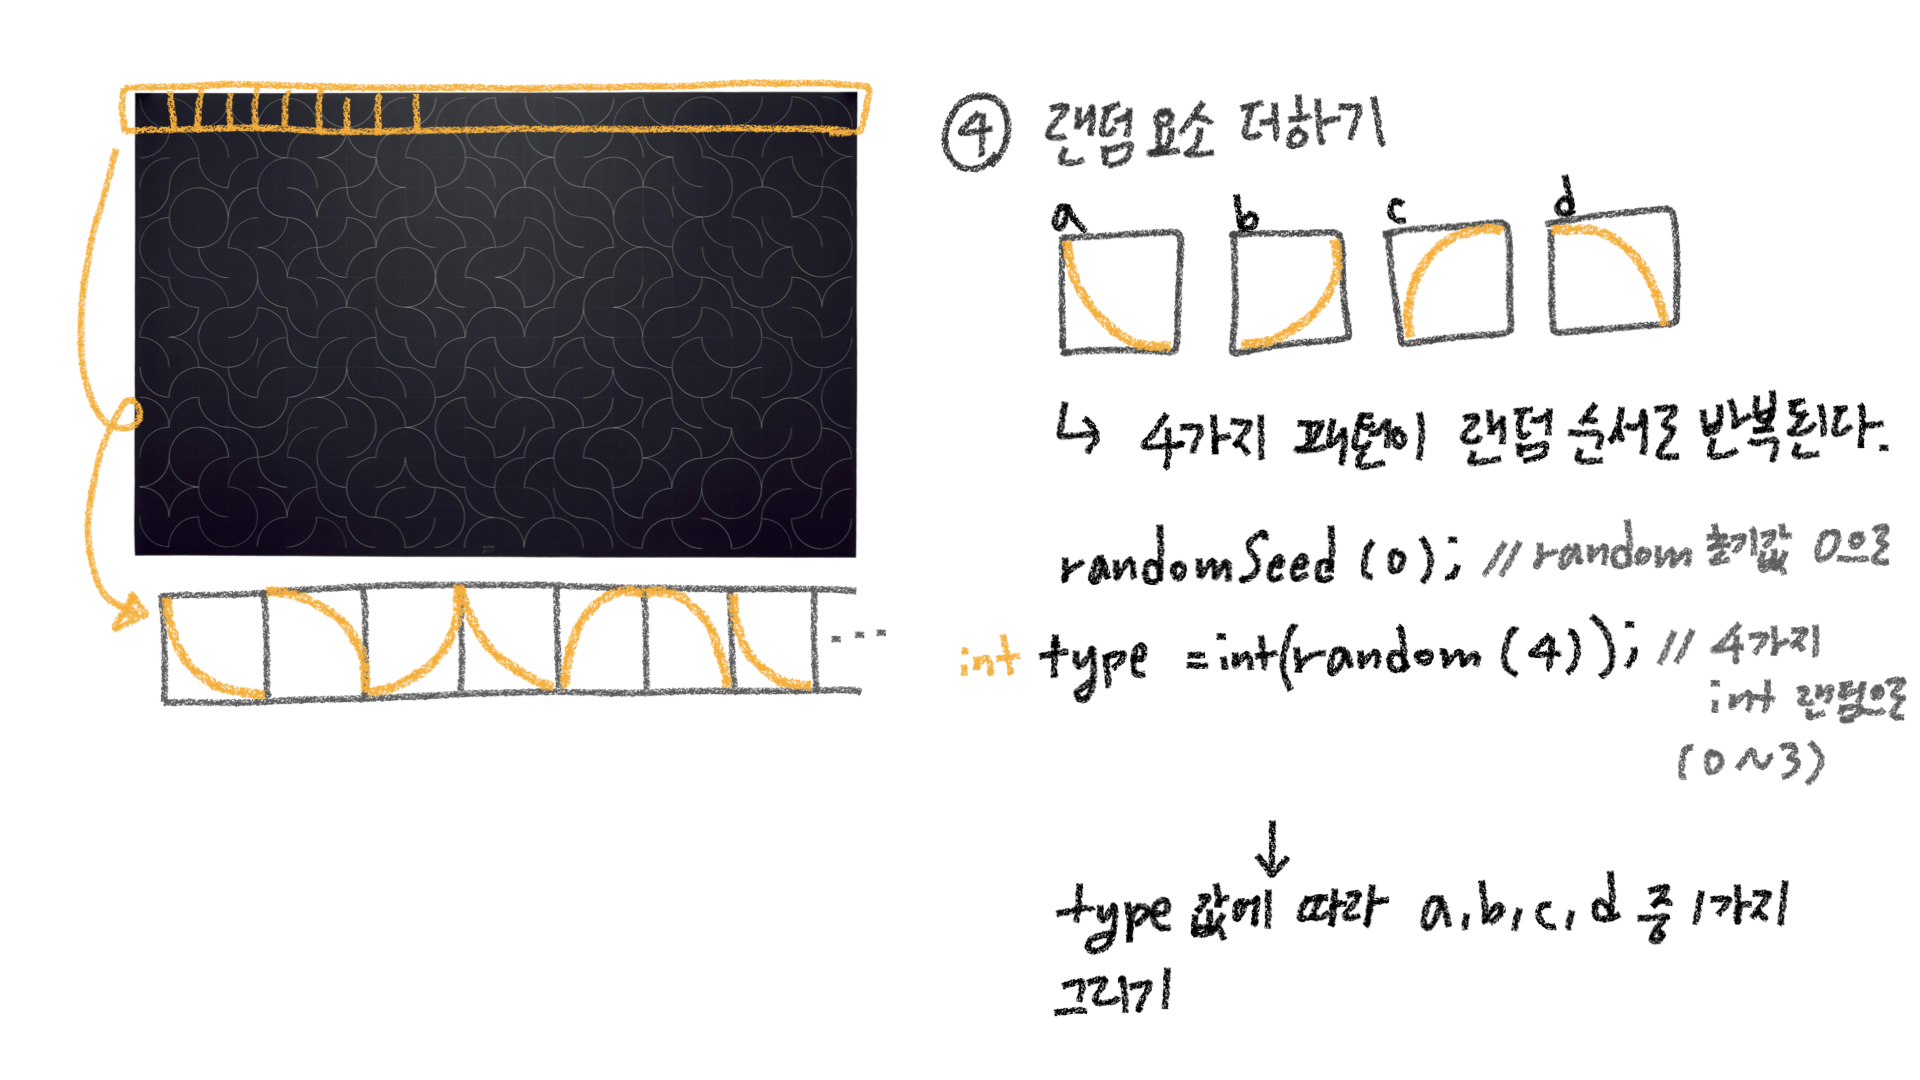 ④ 랜덤요소 더하기
a b c d
↳ 4가지 패턴이 랜덤 순서로 반복된다.
randomSeed(0); // random 초기값 0으로
int type = int(random(4)); // 4가지
int 랜덤으로
(0~3)
↓
type 값에 따라 a, b, c, d 중 1가지
그리기